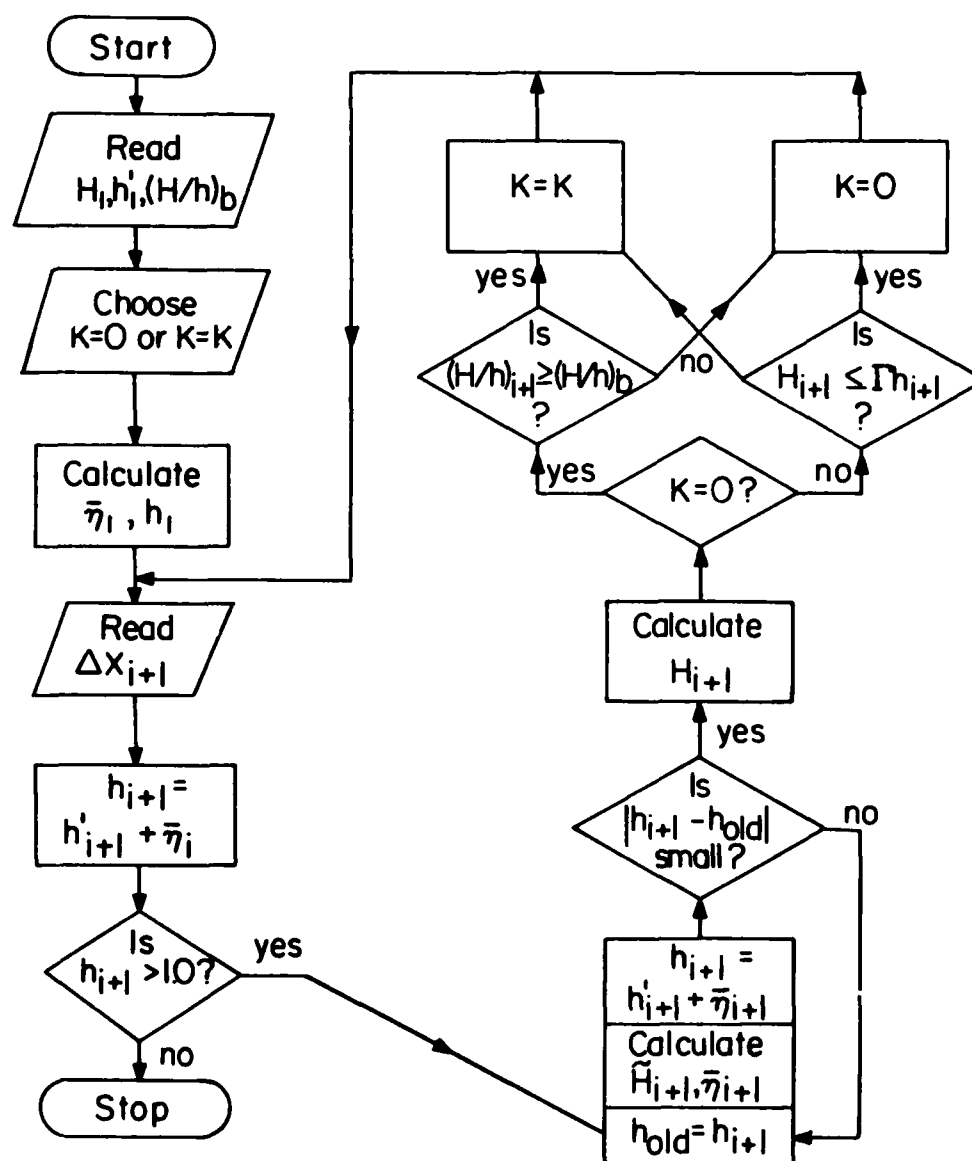 Start
Read
H₁,h₁',(H/h)b
Choose
K=0 or K=K
Calculate
η̄₁ , h₁
Read
ΔXᵢ₊₁
hᵢ₊₁ =
h'ᵢ₊₁ + η̄ᵢ
Is
hᵢ₊₁ >1.0?
yes
no
Stop
hᵢ₊₁ =
h'ᵢ₊₁ + η̄ᵢ₊₁
Calculate
H̃ᵢ₊₁,η̄ᵢ₊₁
hold= hᵢ₊₁
Is
|hᵢ₊₁ - hold|
small?
no
yes
Calculate
Hᵢ₊₁
K=0?
yes
no
Is
(H/h)ᵢ₊₁≥(H/h)b
?
yes
no
Is
Hᵢ₊₁ ≤ Γhᵢ₊₁
?
yes
K=K
K=0